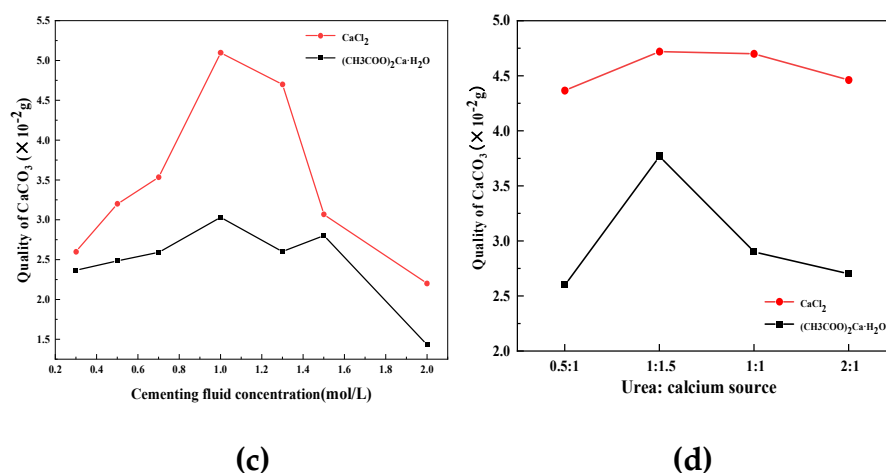 5.5
5.0
4.5
4.0
3.5
3.0
2.5
2.0
1.5
Quality of CaCO3 (×10-2g)
CaCl2
(CH3COO)2Ca·H2O
0.2 0.4 0.6 0.8 1.0 1.2 1.4 1.6 1.8 2.0
Cementing fluid concentration(mol/L)
(c)
5.0
4.5
4.0
3.5
3.0
2.5
2.0
Quality of CaCO3 (×10-2g)
CaCl2
(CH3COO)2Ca·H2O
0.5:1 1:1.5 1:1 2:1
Urea: calcium source
(d)